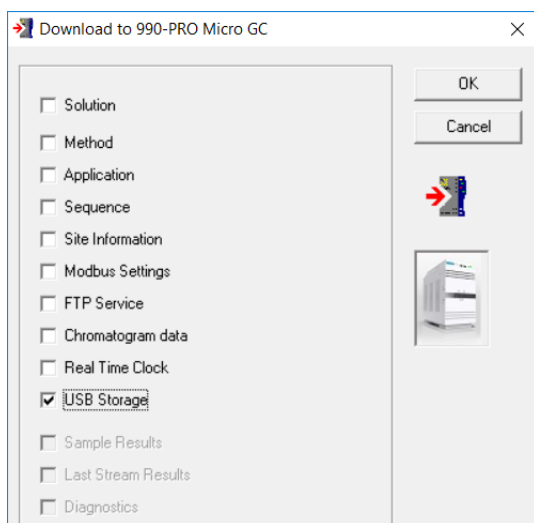 Download to 990-PRO Micro GC
OK
Cancel
Solution
Method
Application
Sequence
Site Information
Modbus Settings
FTP Service
Chromatogram data
Real Time Clock
USB Storage
Sample Results
Last Stream Results
Diagnostics